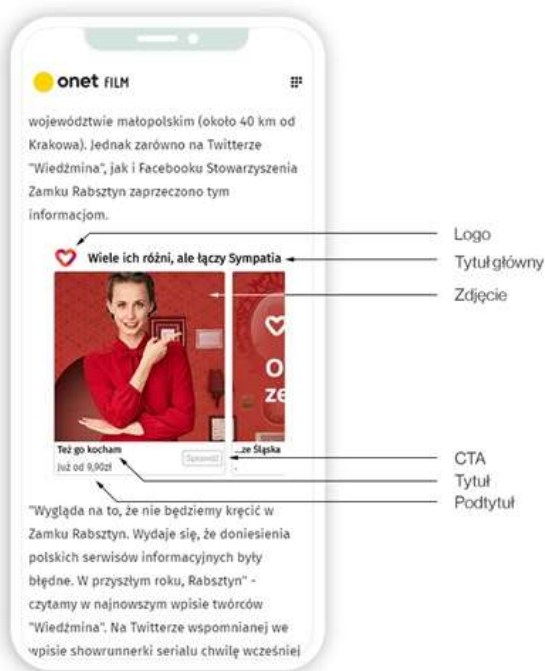 onet FILM
województwie małopolskim (około 40 km od
Krakowa). Jednak zarówno na Twitterze
"Wiedźmina", jak i Facebooku Stowarzyszenia
Zamku Rabsztyn zaprzeczono tym
informacjom.
Wiele ich różni, ale łączy Sympatia
O
ze
Też go kocham
Już od 9,90zł
Sprawdź
...ze Śląska
.
"Wygląda na to, że nie będziemy kręcić w
Zamku Rabsztyn. Wydaje się, że doniesienia
polskich serwisów informacyjnych były
błędne. W przyszłym roku, Rabsztyn" -
czytamy w najnowszym wpisie twórców
"Wiedźmina". Na Twitterze wspomnianej we
wpisie showrunnerki serialu chwilę wcześniej
Logo
Tytuł główny
Zdjęcie
CTA
Tytuł
Podtytuł